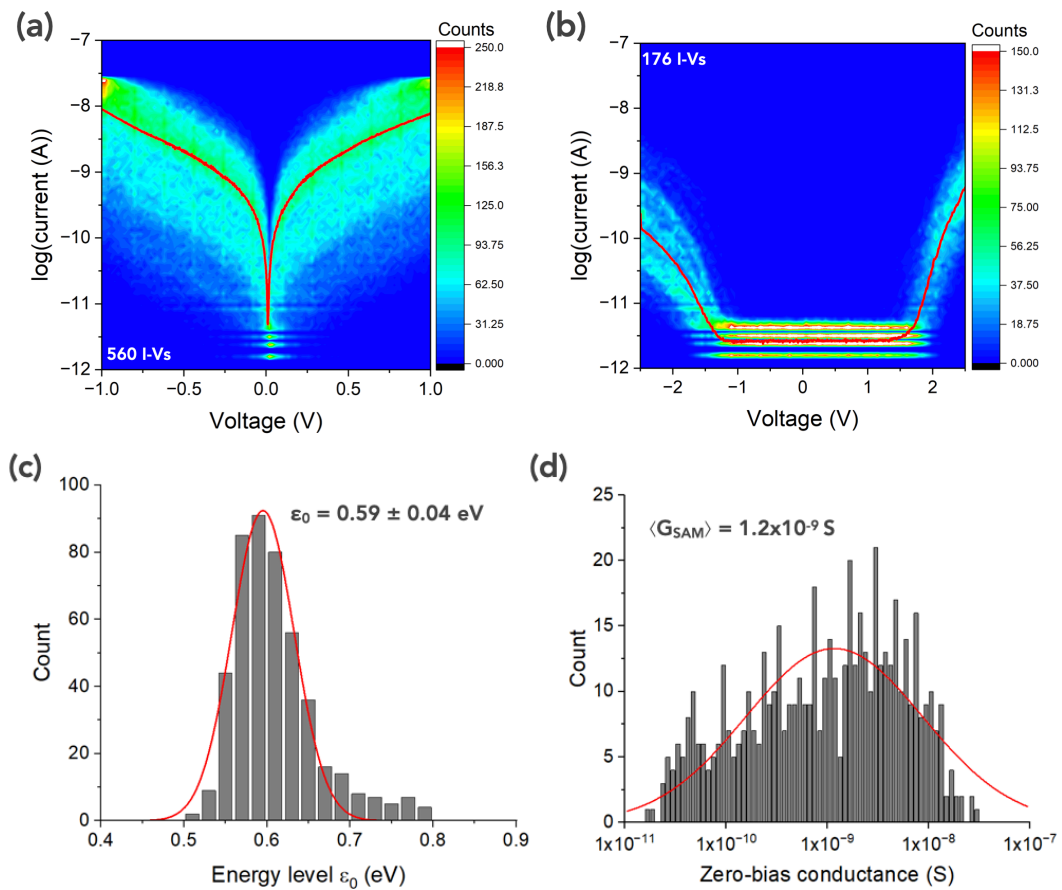 (a)
Counts
250.0
218.8
187.5
156.3
125.0
93.75
62.50
31.25
0.000
−7
−8
−9
−10
−11
−12
log(current (A))
560 I-Vs
−1.0 −0.5 0.0 0.5 1.0
Voltage (V)
(b)
Counts
150.0
131.3
112.5
93.75
75.00
56.25
37.50
18.75
0.000
−7
−8
−9
−10
−11
−12
log(current (A))
176 I-Vs
−2 −1 0 1 2
Voltage (V)
(c)
100
80
60
40
20
0
Count
ε0 = 0.59 ± 0.04 eV
0.4 0.5 0.6 0.7 0.8 0.9
Energy level ε0 (eV)
(d)
25
20
15
10
5
0
Count
⟨GSAM⟩ = 1.2x10-9 S
1x10-11 1x10-10 1x10-9 1x10-8 1x10-7
Zero-bias conductance (S)